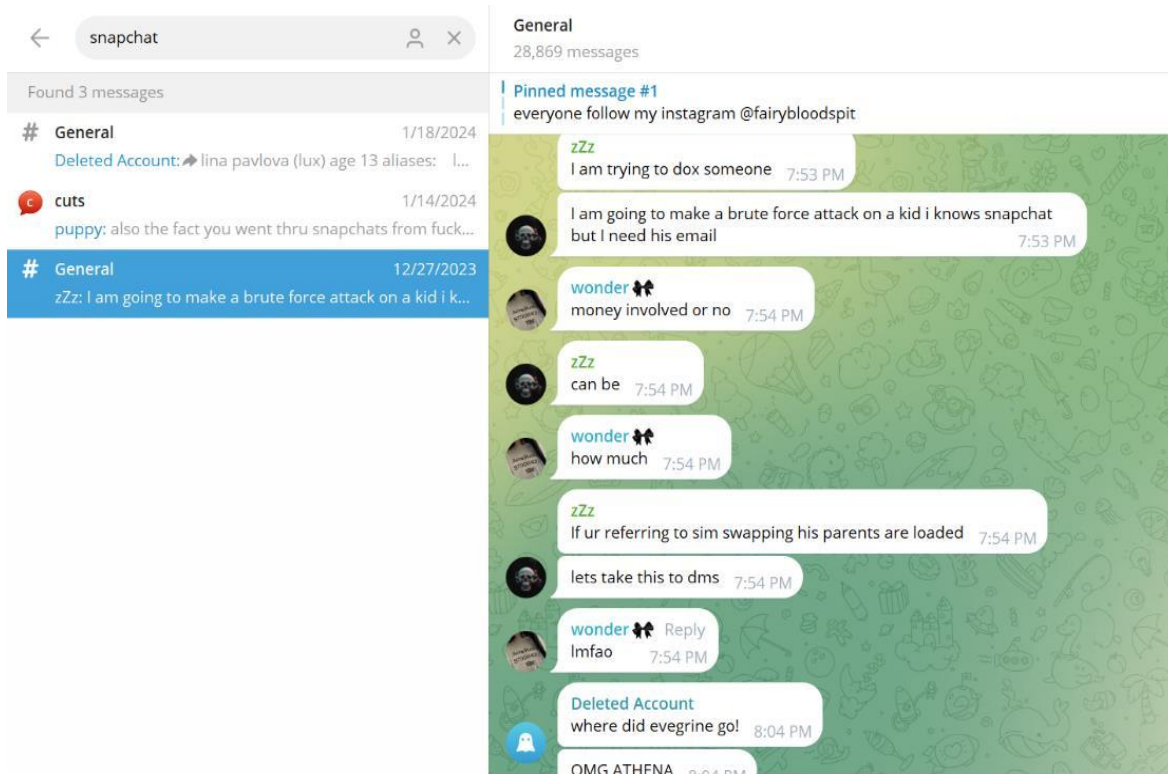 snapchat
Found 3 messages
# General 1/18/2024
Deleted Account: lina pavlova (lux) age 13 aliases: l...
c cuts 1/14/2024
puppy: also the fact you went thru snapchats from fuck...
# General 12/27/2023
zZz: I am going to make a brute force attack on a kid i k...
General
28,869 messages
Pinned message #1
everyone follow my instagram @fairybloodspit
zZz
I am trying to dox someone 7:53 PM
I am going to make a brute force attack on a kid i knows snapchat
but I need his email 7:53 PM
wonder
money involved or no 7:54 PM
zZz
can be 7:54 PM
wonder
how much 7:54 PM
zZz
If ur referring to sim swapping his parents are loaded 7:54 PM
lets take this to dms 7:54 PM
wonder Reply
lmfao 7:54 PM
Deleted Account
where did evegrine go! 8:04 PM
OMG ATHENA 8:04 PM